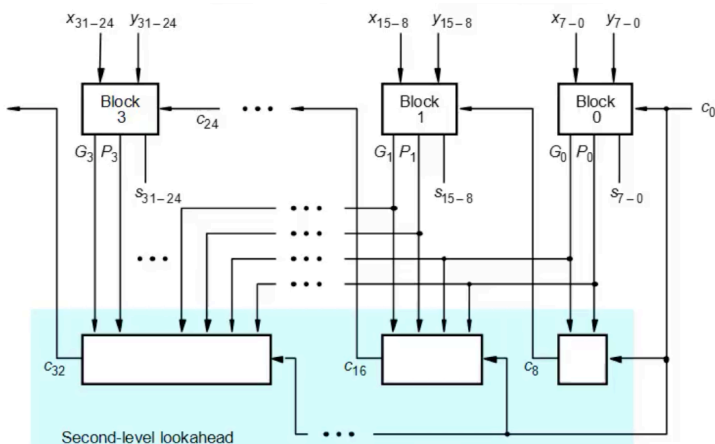 x31–24 y31–24 x15–8 y15–8 x7–0 y7–0
Block 3 c24 Block 1 Block 0 c0
G3 P3 G1 P1 G0 P0
s31–24 s15–8 s7–0
c32 c16 c8
Second-level lookahead